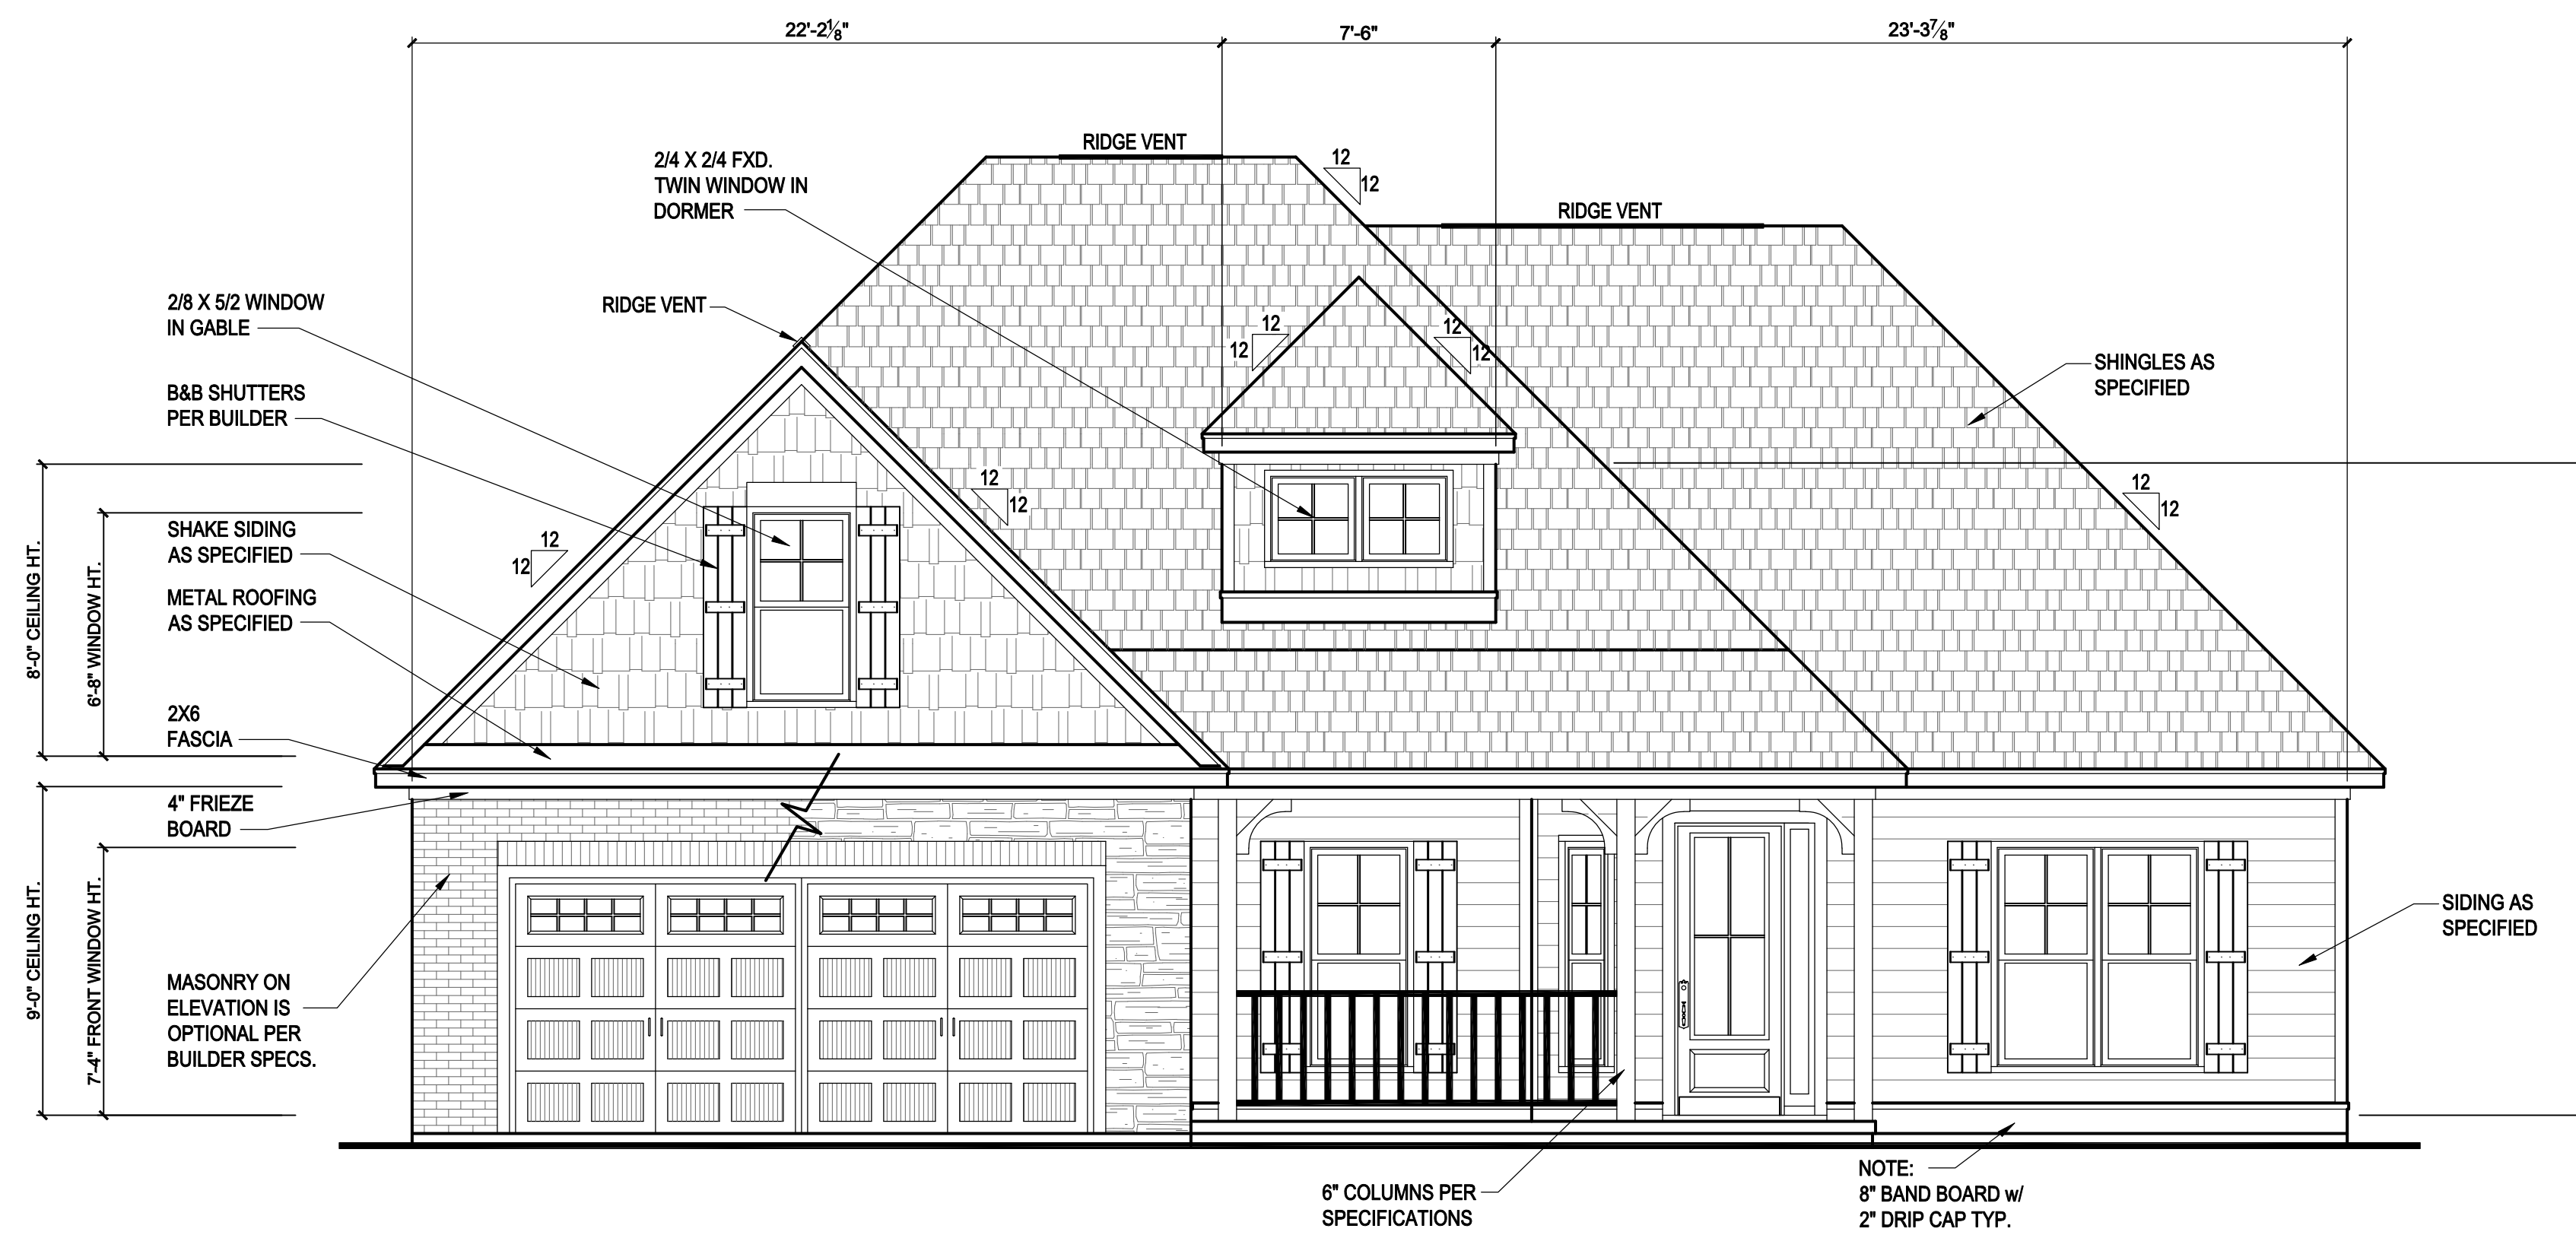 22'-2⅛"
7'-6"
23'-3⅞"
RIDGE VENT
2/4 X 2/4 FXD.
TWIN WINDOW IN
DORMER
12
12
RIDGE VENT
2/8 X 5/2 WINDOW
IN GABLE
RIDGE VENT
12
12
12
12
SHINGLES AS
SPECIFIED
B&B SHUTTERS
PER BUILDER
12
12
12
12
SHAKE SIDING
AS SPECIFIED
12
12
METAL ROOFING
AS SPECIFIED
8'-0" CEILING HT.
6'-8" WINDOW HT.
2X6
FASCIA
4" FRIEZE
BOARD
9'-0" CEILING HT.
7'-4" FRONT WINDOW HT.
SIDING AS
SPECIFIED
MASONRY ON
ELEVATION IS
OPTIONAL PER
BUILDER SPECS.
6" COLUMNS PER
SPECIFICATIONS
NOTE:
8" BAND BOARD w/
2" DRIP CAP TYP.